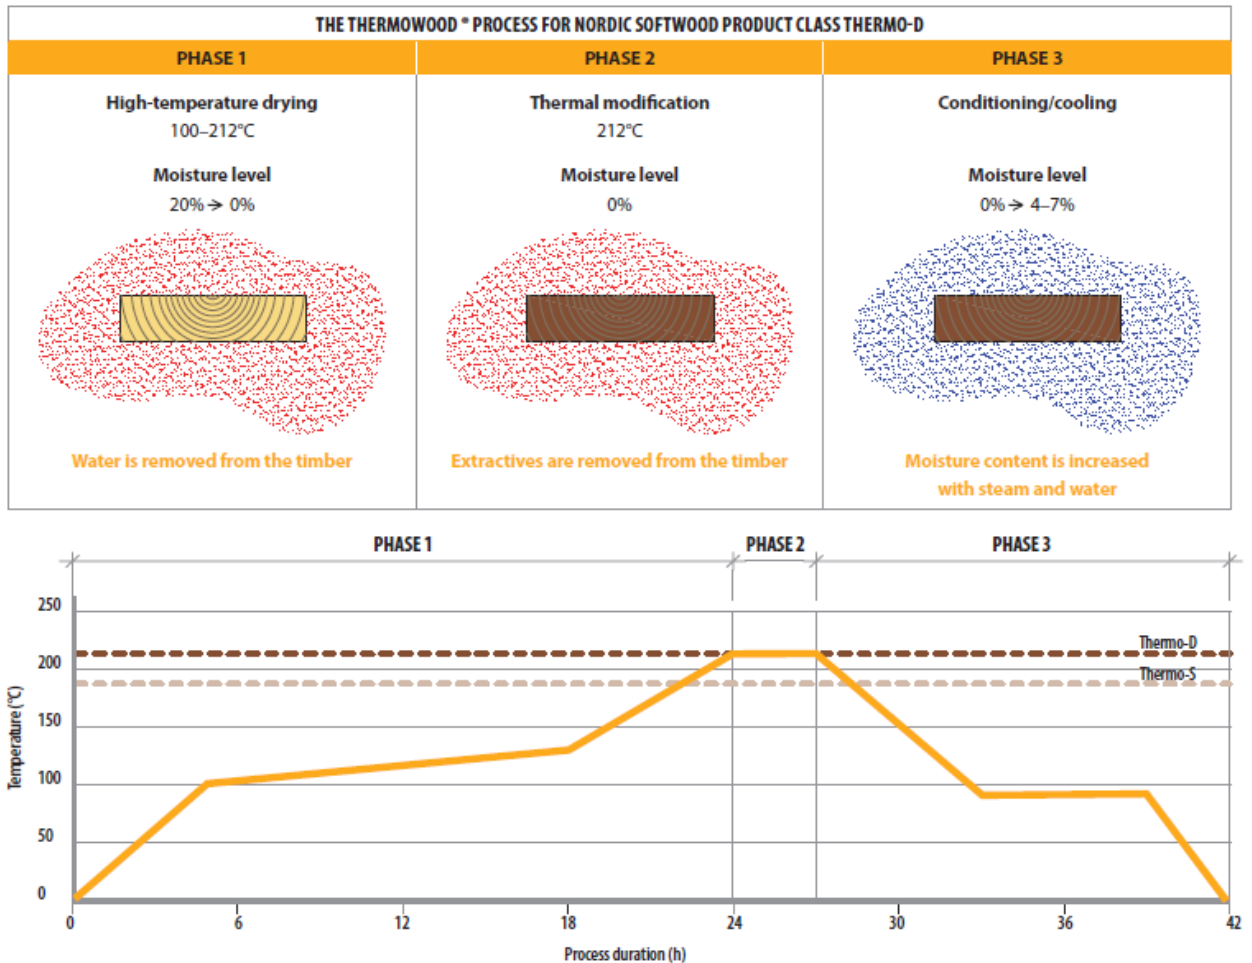 THE THERMOWOOD ® PROCESS FOR NORDIC SOFTWOOD PRODUCT CLASS THERMO-D
PHASE 1
PHASE 2
PHASE 3
High-temperature drying
100–212°C
Moisture level
20% → 0%
Water is removed from the timber
Thermal modification
212°C
Moisture level
0%
Extractives are removed from the timber
Conditioning/cooling
Moisture level
0% → 4–7%
Moisture content is increased
with steam and water
PHASE 1
PHASE 2
PHASE 3
Temperature (°C)
250
200
150
100
50
0
Thermo-D
Thermo-S
0
6
12
18
24
30
36
42
Process duration (h)